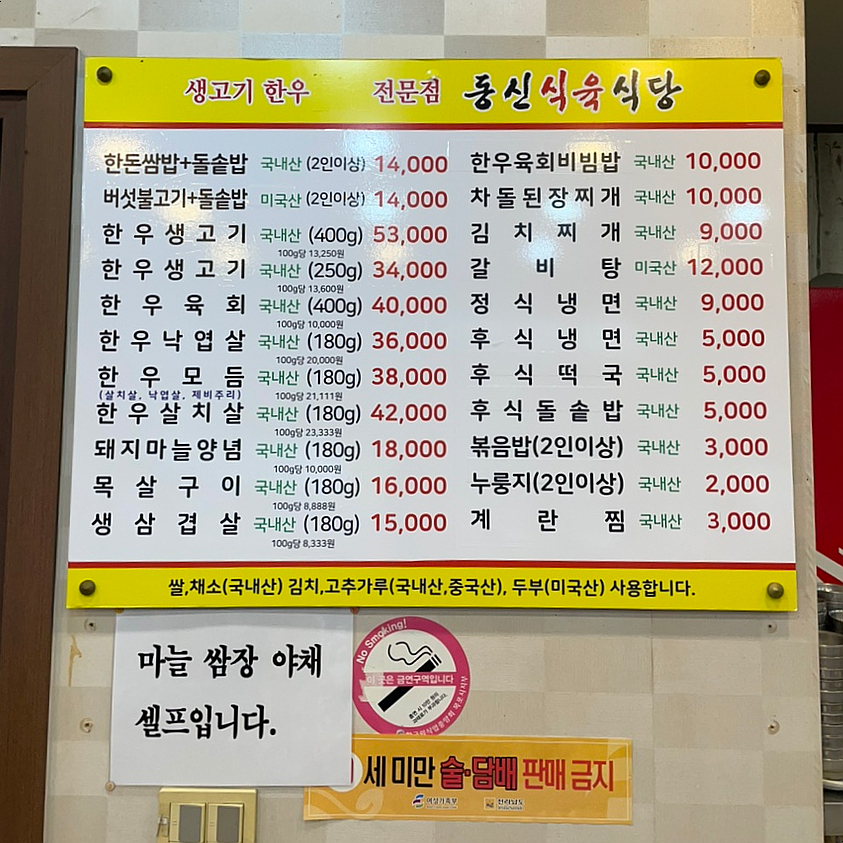 생고기 한우 전문점 동신식육식당
한돈쌈밥+돌솥밥 국내산 (2인이상) 14,000
버섯불고기+돌솥밥 미국산 (2인이상) 14,000
한우생고기 국내산 (400g) 53,000
100g당 13,250원
한우생고기 국내산 (250g) 34,000
100g당 13,600원
한우육회 국내산 (400g) 40,000
100g당 10,000원
한우낙엽살 국내산 (180g) 36,000
100g당 20,000원
한우모듬 국내산 (180g) 38,000
(살치살, 낙엽살, 제비추리) 100g당 21,111원
한우살치살 국내산 (180g) 42,000
100g당 23,333원
돼지마늘양념 국내산 (180g) 18,000
100g당 10,000원
목살구이 국내산 (180g) 16,000
100g당 8,888원
생삼겹살 국내산 (180g) 15,000
100g당 8,333원
한우육회비빔밥 국내산 10,000
차돌된장찌개 국내산 10,000
김치찌개 국내산 9,000
갈비탕 미국산 12,000
정식냉면 국내산 9,000
후식냉면 국내산 5,000
후식떡국 국내산 5,000
후식돌솥밥 국내산 5,000
볶음밥(2인이상) 국내산 3,000
누룽지(2인이상) 국내산 2,000
계란찜 국내산 3,000
쌀,채소(국내산) 김치,고추가루(국내산,중국산), 두부(미국산) 사용합니다.
마늘 쌈장 야채
셀프입니다.
No Smoking!
이 곳은 금연구역입니다
세 미만 술·담배 판매 금지
여성가족부 전라남도